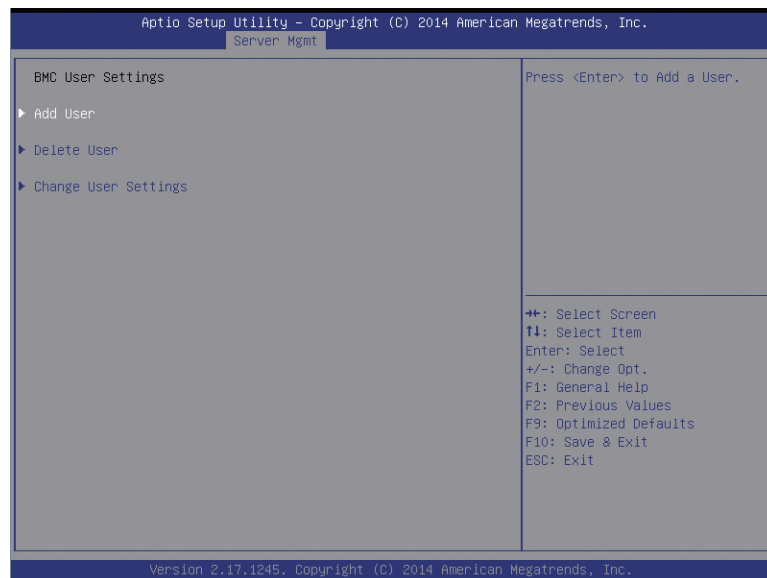 Aptio Setup Utility – Copyright (C) 2014 American Megatrends, Inc.
Server Mgmt
BMC User Settings
▶ Add User
▶ Delete User
▶ Change User Settings
Press <Enter> to Add a User.
→←: Select Screen
↑↓: Select Item
Enter: Select
+/-: Change Opt.
F1: General Help
F2: Previous Values
F9: Optimized Defaults
F10: Save & Exit
ESC: Exit
Version 2.17.1245. Copyright (C) 2014 American Megatrends, Inc.